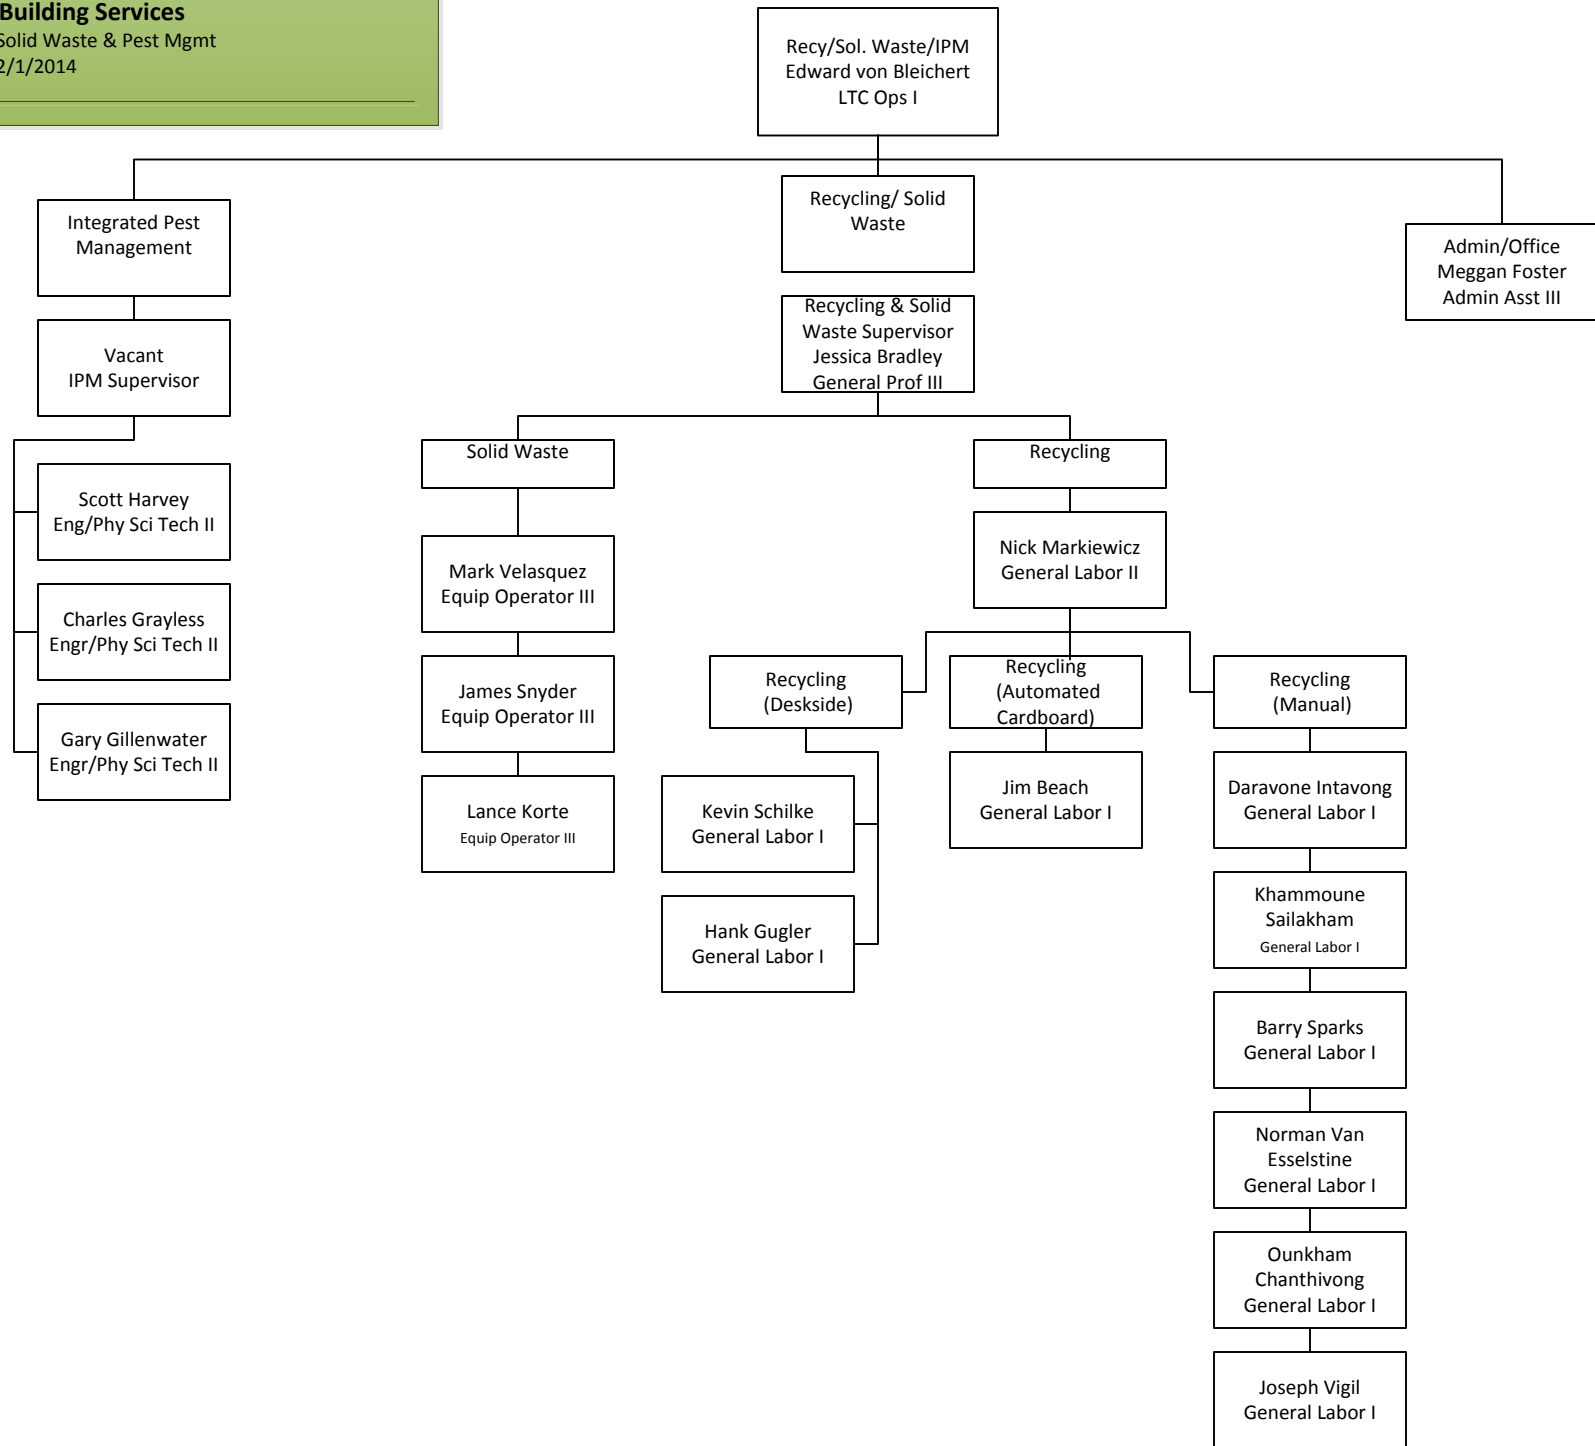 Building Services
Solid Waste & Pest Mgmt
2/1/2014
Recy/Sol. Waste/IPM
Edward von Bleichert
LTC Ops I
Integrated Pest
Management
Recycling/ Solid
Waste
Admin/Office
Meggan Foster
Admin Asst III
Vacant
IPM Supervisor
Recycling & Solid
Waste Supervisor
Jessica Bradley
General Prof III
Scott Harvey
Eng/Phy Sci Tech II
Charles Grayless
Engr/Phy Sci Tech II
Gary Gillenwater
Engr/Phy Sci Tech II
Solid Waste
Mark Velasquez
Equip Operator III
James Snyder
Equip Operator III
Lance Korte
Equip Operator III
Recycling
Nick Markiewicz
General Labor II
Recycling
(Deskside)
Kevin Schilke
General Labor I
Hank Gugler
General Labor I
Recycling
(Automated
Cardboard)
Jim Beach
General Labor I
Recycling
(Manual)
Daravone Intavong
General Labor I
Khammoune
Sailakham
General Labor I
Barry Sparks
General Labor I
Norman Van
Esselstine
General Labor I
Ounkham
Chanthivong
General Labor I
Joseph Vigil
General Labor I